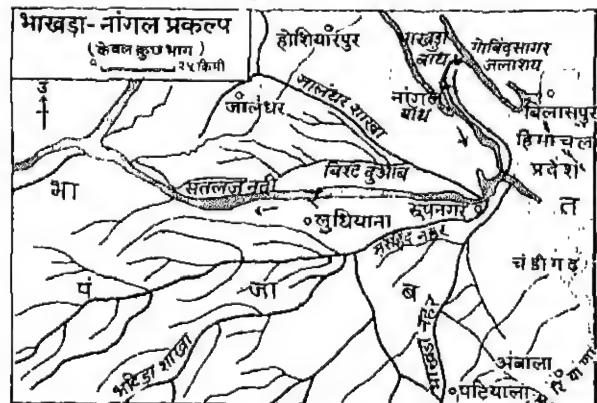 भाखड़ा-नांगल प्रकल्प
(केवल कुछ भाग)
२५ किमी
उ
होशियारपुर
भाखड़ा
बांध
गोबिंदसागर
जलाशय
जालंधर
जालंधर शाखा
नांगल
बांध
बिलासपुर
हिमाचल
प्रदेश
बिस्ट दुआब
सतलज नदी
भा
र
त
लुधियाना
रूपनगर
सरहिंद नहर
चंडीगढ़
पं
जा
ब
भटिंडा शाखा
भाखड़ा नहर
अंबाला
पटियाला
हरियाणा